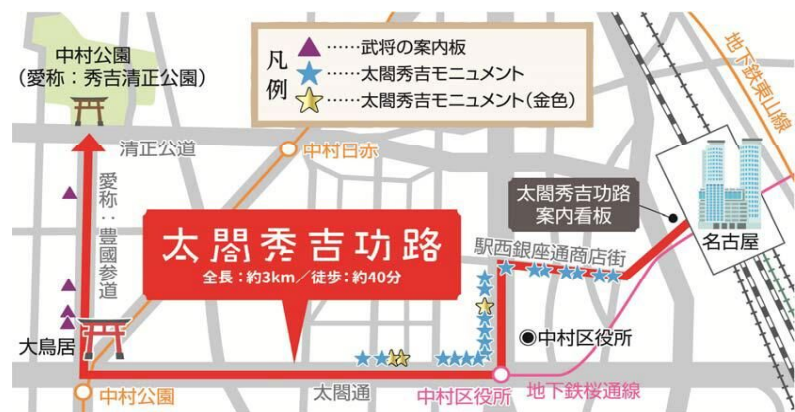 中村公園
(愛称:秀吉清正公園)
凡例
……武将の案内板
……太閤秀吉モニュメント
……太閤秀吉モニュメント(金色)
地下鉄東山線
清正公道
中村日赤
愛称:豊國参道
太閤秀吉功路
全長:約3km/徒歩:約40分
太閤秀吉功路
案内看板
名古屋
駅西銀座通商店街
大鳥居
中村区役所
中村公園
太閤通
中村区役所
地下鉄桜通線